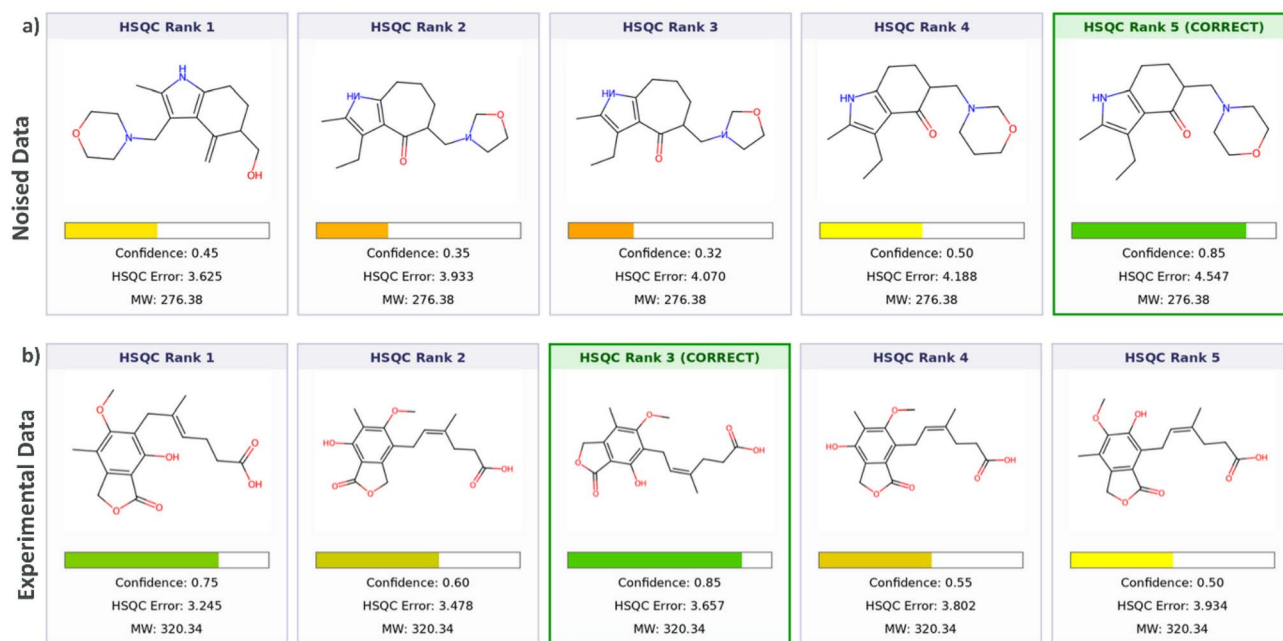 a)
Noised Data
HSQC Rank 1
H
N
O
N
OH
Confidence: 0.45
HSQC Error: 3.625
MW: 276.38
HSQC Rank 2
HN
O
N
O
Confidence: 0.35
HSQC Error: 3.933
MW: 276.38
HSQC Rank 3
HN
O
N
O
Confidence: 0.32
HSQC Error: 4.070
MW: 276.38
HSQC Rank 4
HN
N
O
O
Confidence: 0.50
HSQC Error: 4.188
MW: 276.38
HSQC Rank 5 (CORRECT)
HN
N
O
O
Confidence: 0.85
HSQC Error: 4.547
MW: 276.38
b)
Experimental Data
HSQC Rank 1
O
O
OH
OH
O
O
Confidence: 0.75
HSQC Error: 3.245
MW: 320.34
HSQC Rank 2
O
HO
O
OH
O
O
Confidence: 0.60
HSQC Error: 3.478
MW: 320.34
HSQC Rank 3 (CORRECT)
O
O
OH
O
O
OH
Confidence: 0.85
HSQC Error: 3.657
MW: 320.34
HSQC Rank 4
O
HO
O
OH
O
O
Confidence: 0.55
HSQC Error: 3.802
MW: 320.34
HSQC Rank 5
OH
O
O
OH
O
O
Confidence: 0.50
HSQC Error: 3.934
MW: 320.34